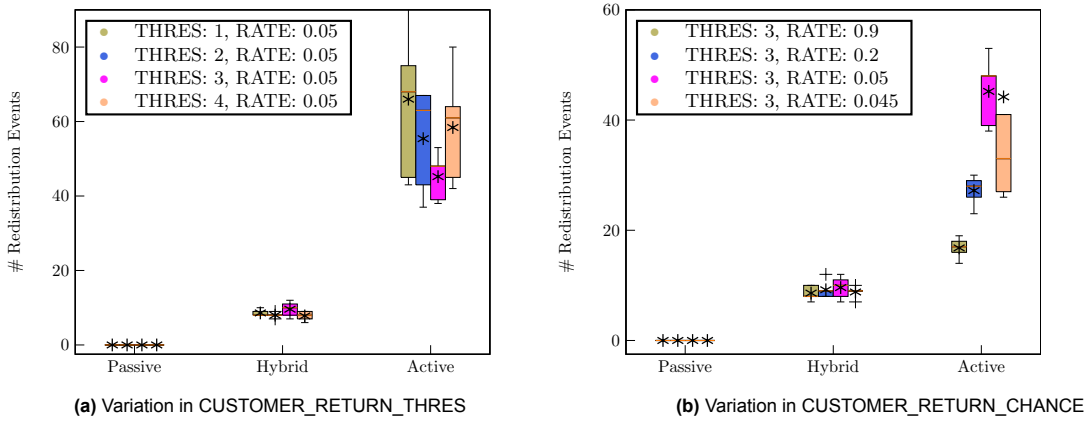 # Redistribution Events
80
60
40
20
0
THRES: 1, RATE: 0.05
THRES: 2, RATE: 0.05
THRES: 3, RATE: 0.05
THRES: 4, RATE: 0.05
Passive Hybrid Active
(a) Variation in CUSTOMER_RETURN_THRES
# Redistribution Events
60
40
20
0
THRES: 3, RATE: 0.9
THRES: 3, RATE: 0.2
THRES: 3, RATE: 0.05
THRES: 3, RATE: 0.045
Passive Hybrid Active
(b) Variation in CUSTOMER_RETURN_CHANCE